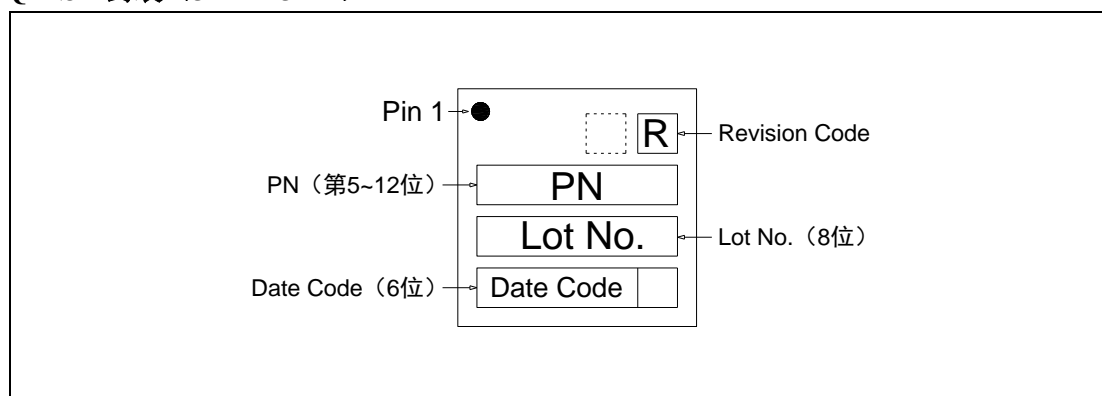 Pin 1
R
Revision Code
PN（第5~12位）
PN
Lot No.
Lot No.（8位）
Date Code（6位）
Date Code